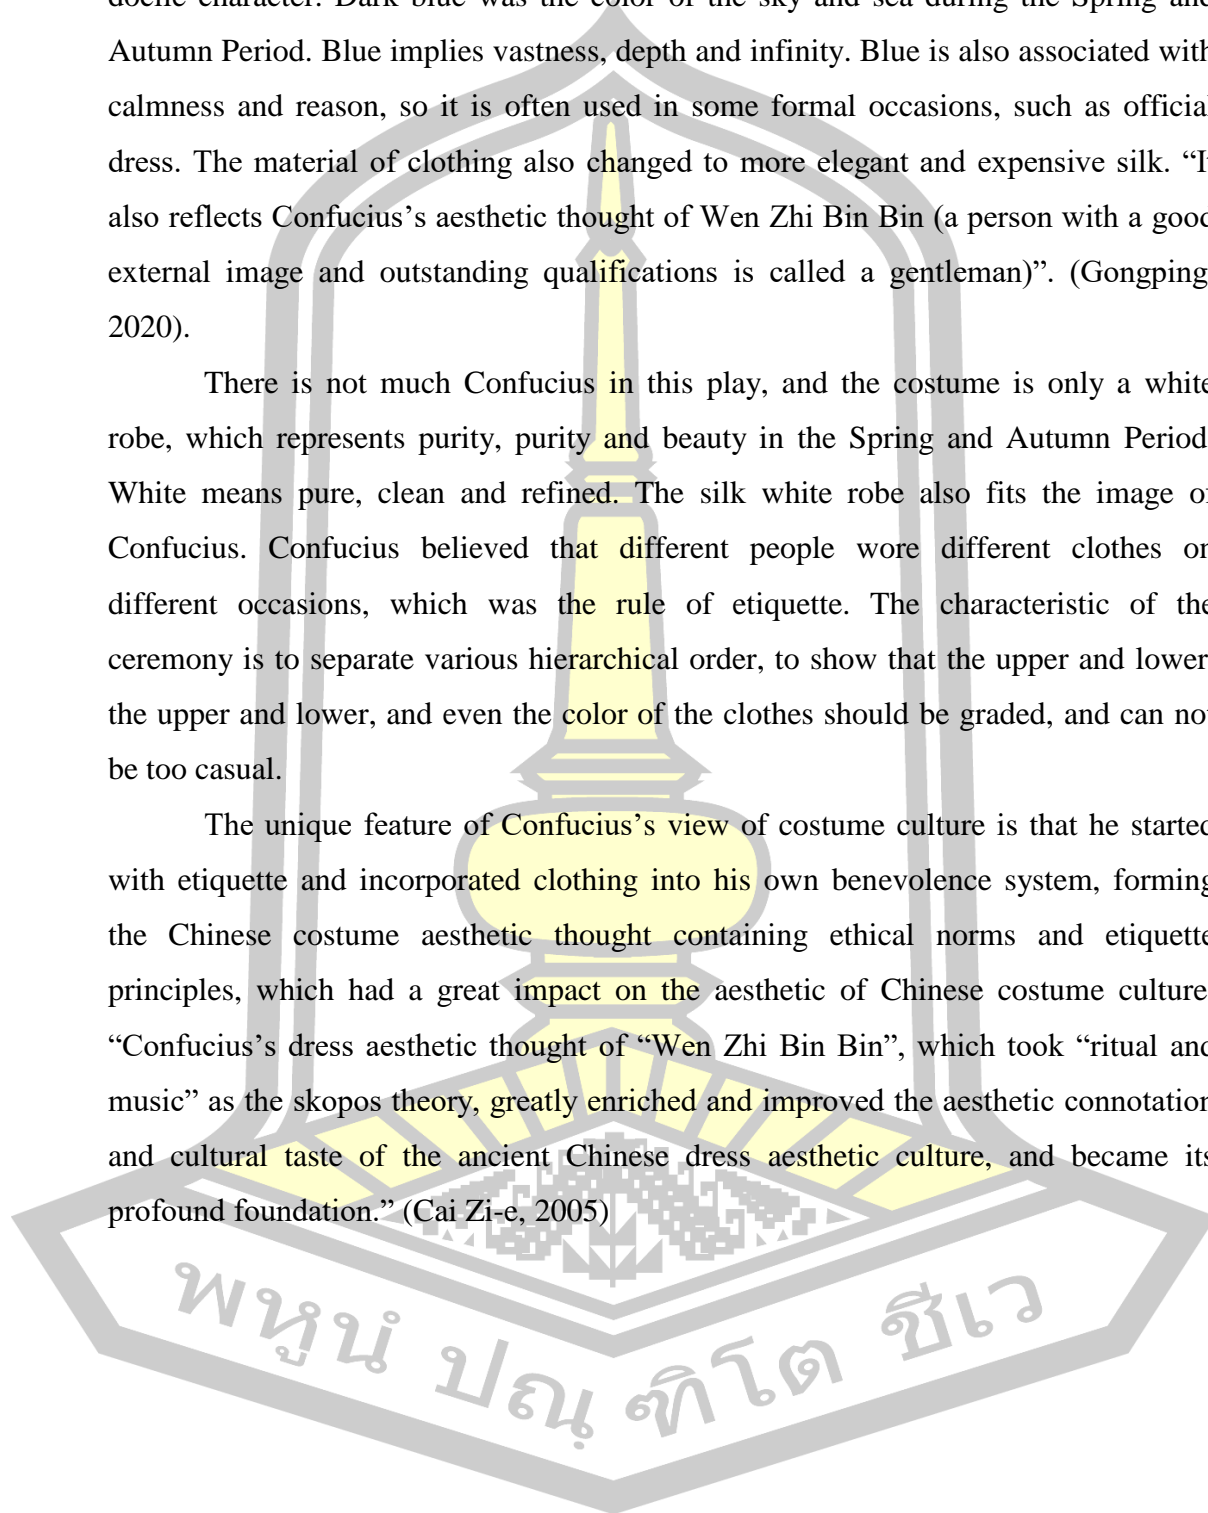 docile character. Dark blue was the color of the sky and sea during the Spring and
Autumn Period. Blue implies vastness, depth and infinity. Blue is also associated with
calmness and reason, so it is often used in some formal occasions, such as official
dress. The material of clothing also changed to more elegant and expensive silk. “It
also reflects Confucius’s aesthetic thought of Wen Zhi Bin Bin (a person with a good
external image and outstanding qualifications is called a gentleman)”. (Gongping,
2020).
There is not much Confucius in this play, and the costume is only a white
robe, which represents purity, purity and beauty in the Spring and Autumn Period.
White means pure, clean and refined. The silk white robe also fits the image of
Confucius. Confucius believed that different people wore different clothes on
different occasions, which was the rule of etiquette. The characteristic of the
ceremony is to separate various hierarchical order, to show that the upper and lower,
the upper and lower, and even the color of the clothes should be graded, and can not
be too casual.
The unique feature of Confucius’s view of costume culture is that he started
with etiquette and incorporated clothing into his own benevolence system, forming
the Chinese costume aesthetic thought containing ethical norms and etiquette
principles, which had a great impact on the aesthetic of Chinese costume culture.
“Confucius’s dress aesthetic thought of “Wen Zhi Bin Bin”, which took “ritual and
music” as the skopos theory, greatly enriched and improved the aesthetic connotation
and cultural taste of the ancient Chinese dress aesthetic culture, and became its
profound foundation.” (Cai Zi-e, 2005)
พหูนํ ปณฺฑิโต ชีเว